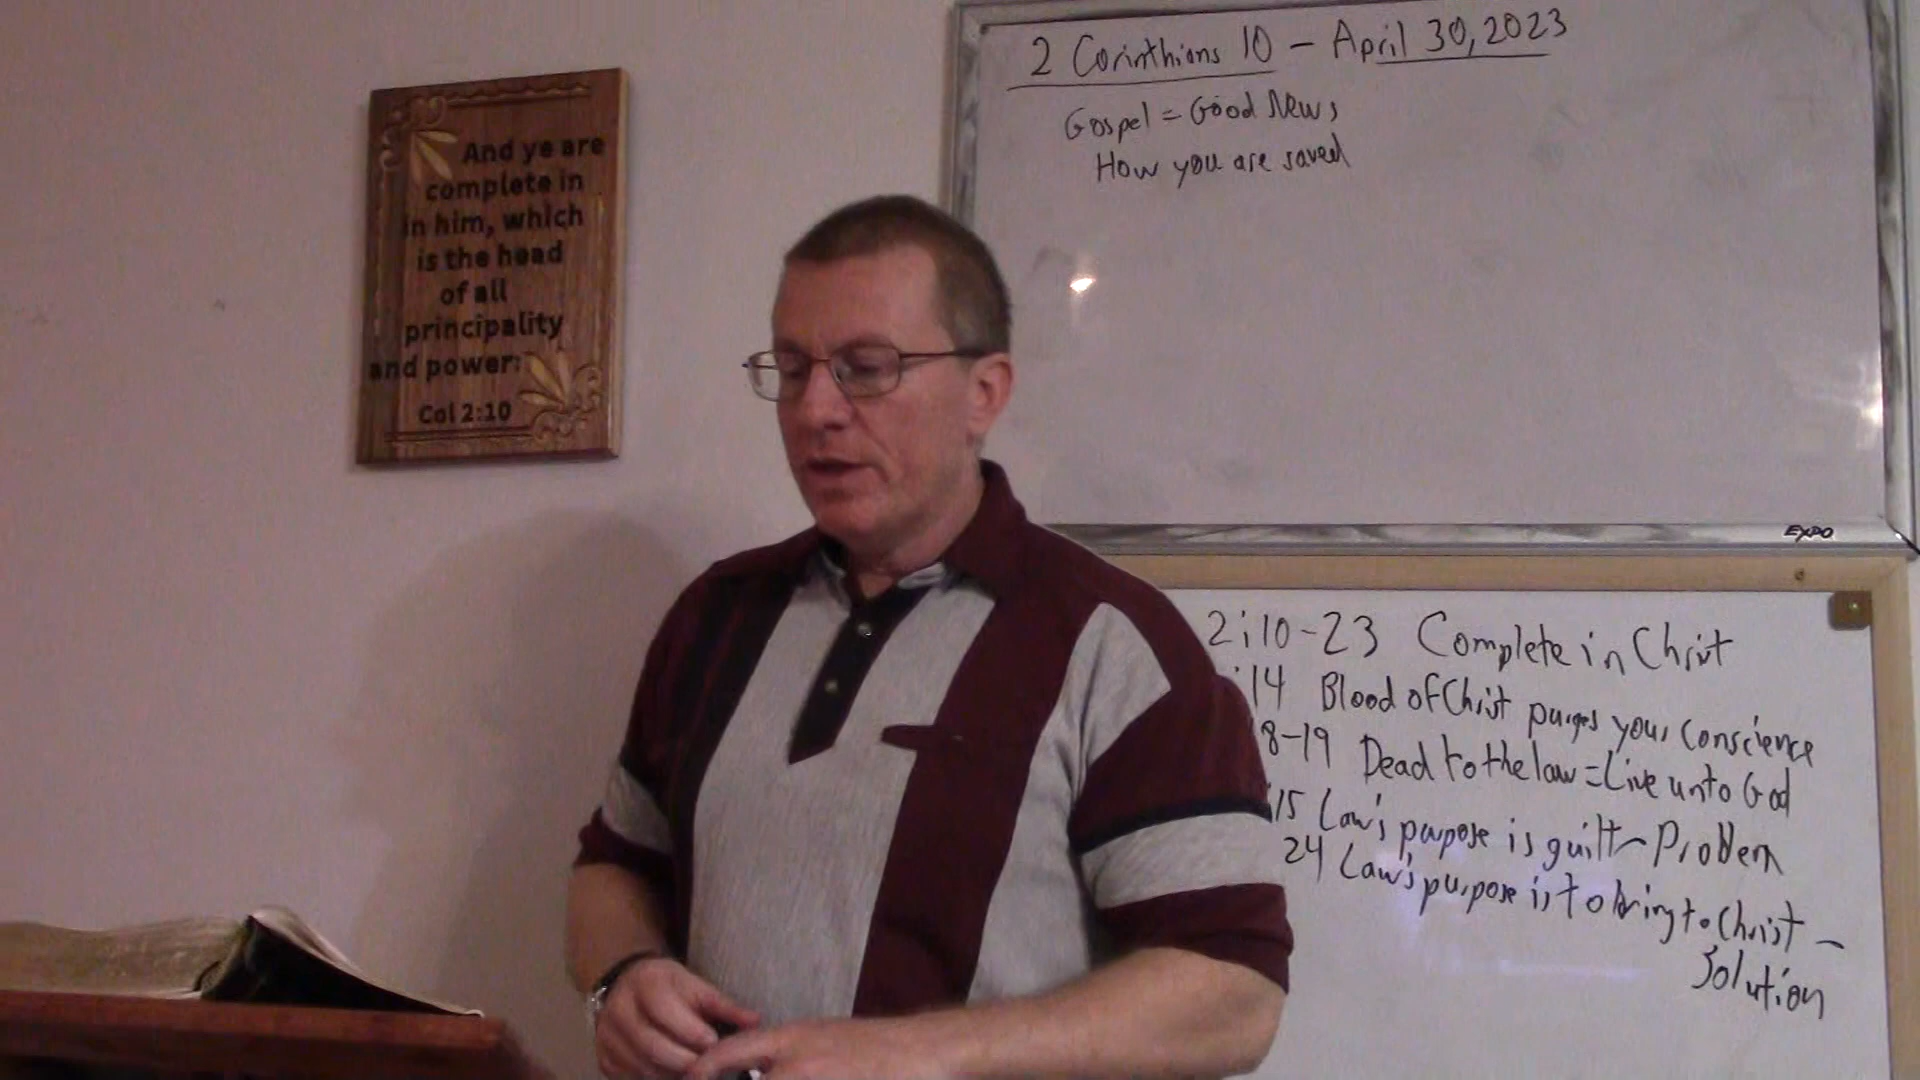 And ye are
complete in
in him, which
is the head
of all
principality
and power:
Col 2:10
2 Corinthians 10 - April 30, 2023
Gospel = Good News
How you are saved
EXPO
2:10-23 Complete in Christ
:14 Blood of Christ purges your conscience
8-19 Dead to the law = Live unto God
:15 Law's purpose is guilt - Problem
24 Law's purpose is to bring to Christ -
Solution